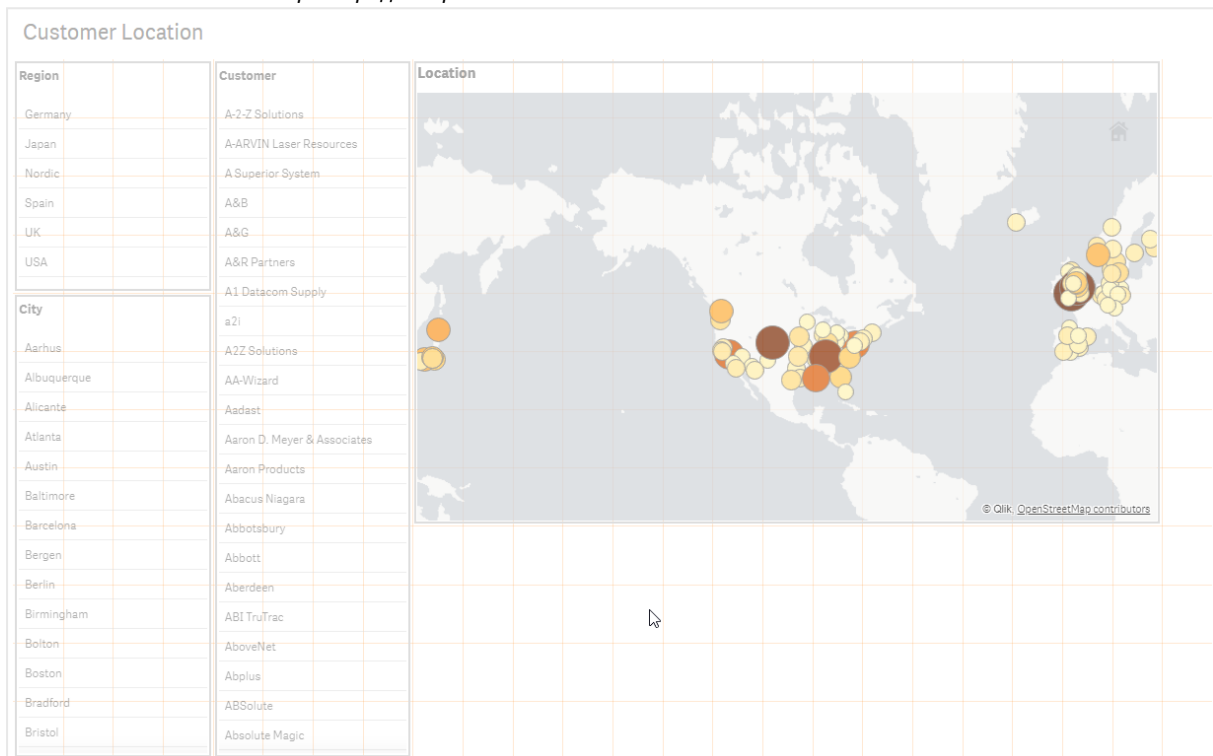 Customer Location
Region
Germany
Japan
Nordic
Spain
UK
USA
City
Aarhus
Albuquerque
Alicante
Atlanta
Austin
Baltimore
Barcelona
Bergen
Berlin
Birmingham
Bolton
Boston
Bradford
Bristol
Customer
A-2-Z Solutions
A-ARVIN Laser Resources
A Superior System
A&B
A&G
A&R Partners
A1 Datacom Supply
a2i
A2Z Solutions
AA-Wizard
Aadast
Aaron D. Meyer & Associates
Aaron Products
Abacus Niagara
Abbotsbury
Abbott
Aberdeen
ABI TruTrac
AboveNet
Abplus
ABSolute
Absolute Magic
Location
© Qlik, OpenStreetMap contributors